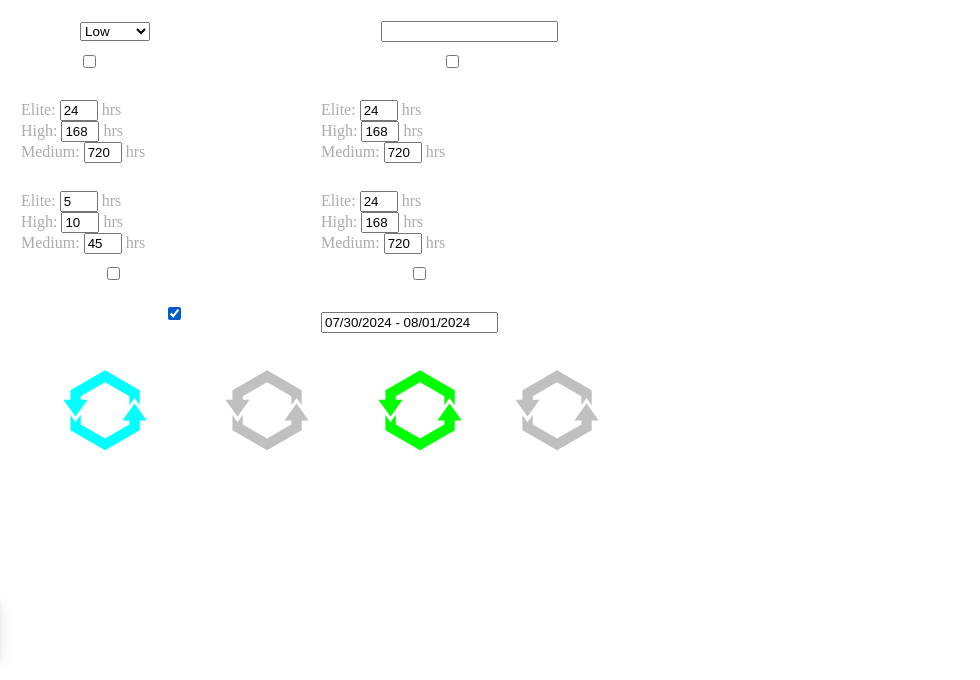 Low
Elite: 24 hrs
High: 168 hrs
Medium: 720 hrs
Elite: 24 hrs
High: 168 hrs
Medium: 720 hrs
Elite: 5 hrs
High: 10 hrs
Medium: 45 hrs
Elite: 24 hrs
High: 168 hrs
Medium: 720 hrs
07/30/2024 - 08/01/2024